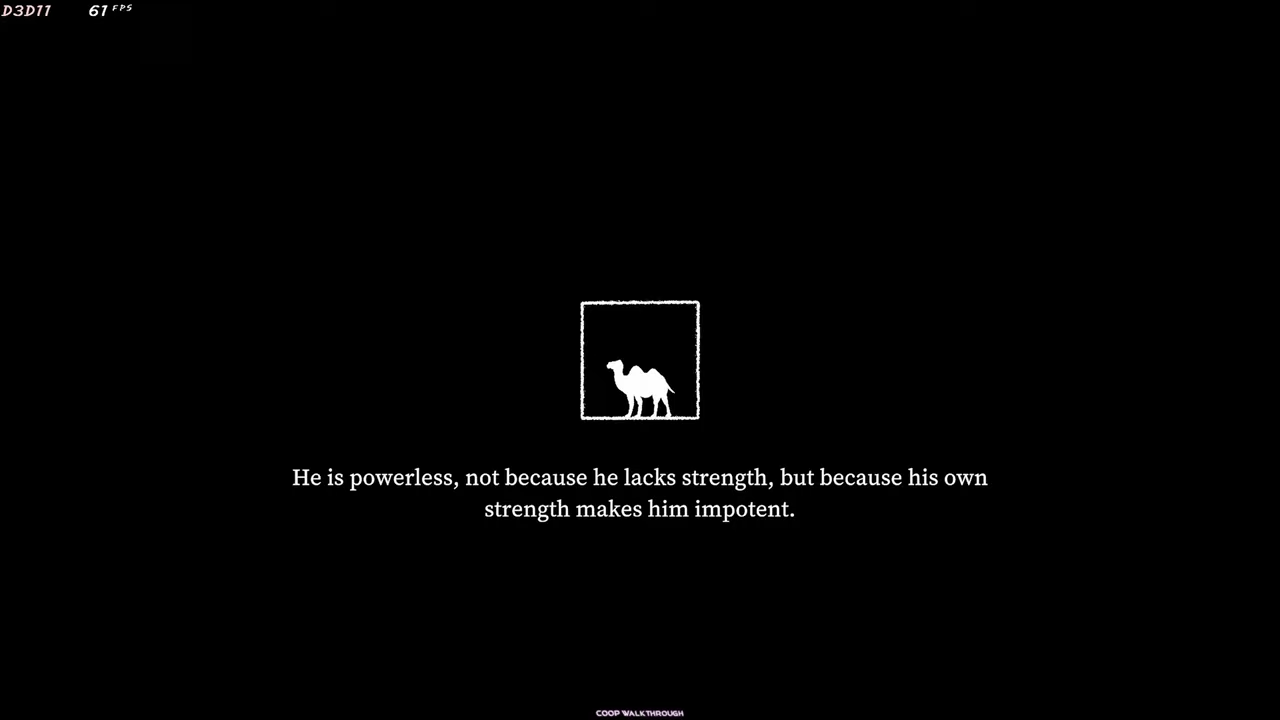 D3D11 61 FPS
He is powerless, not because he lacks strength, but because his own
strength makes him impotent.
COOP WALKTHROUGH